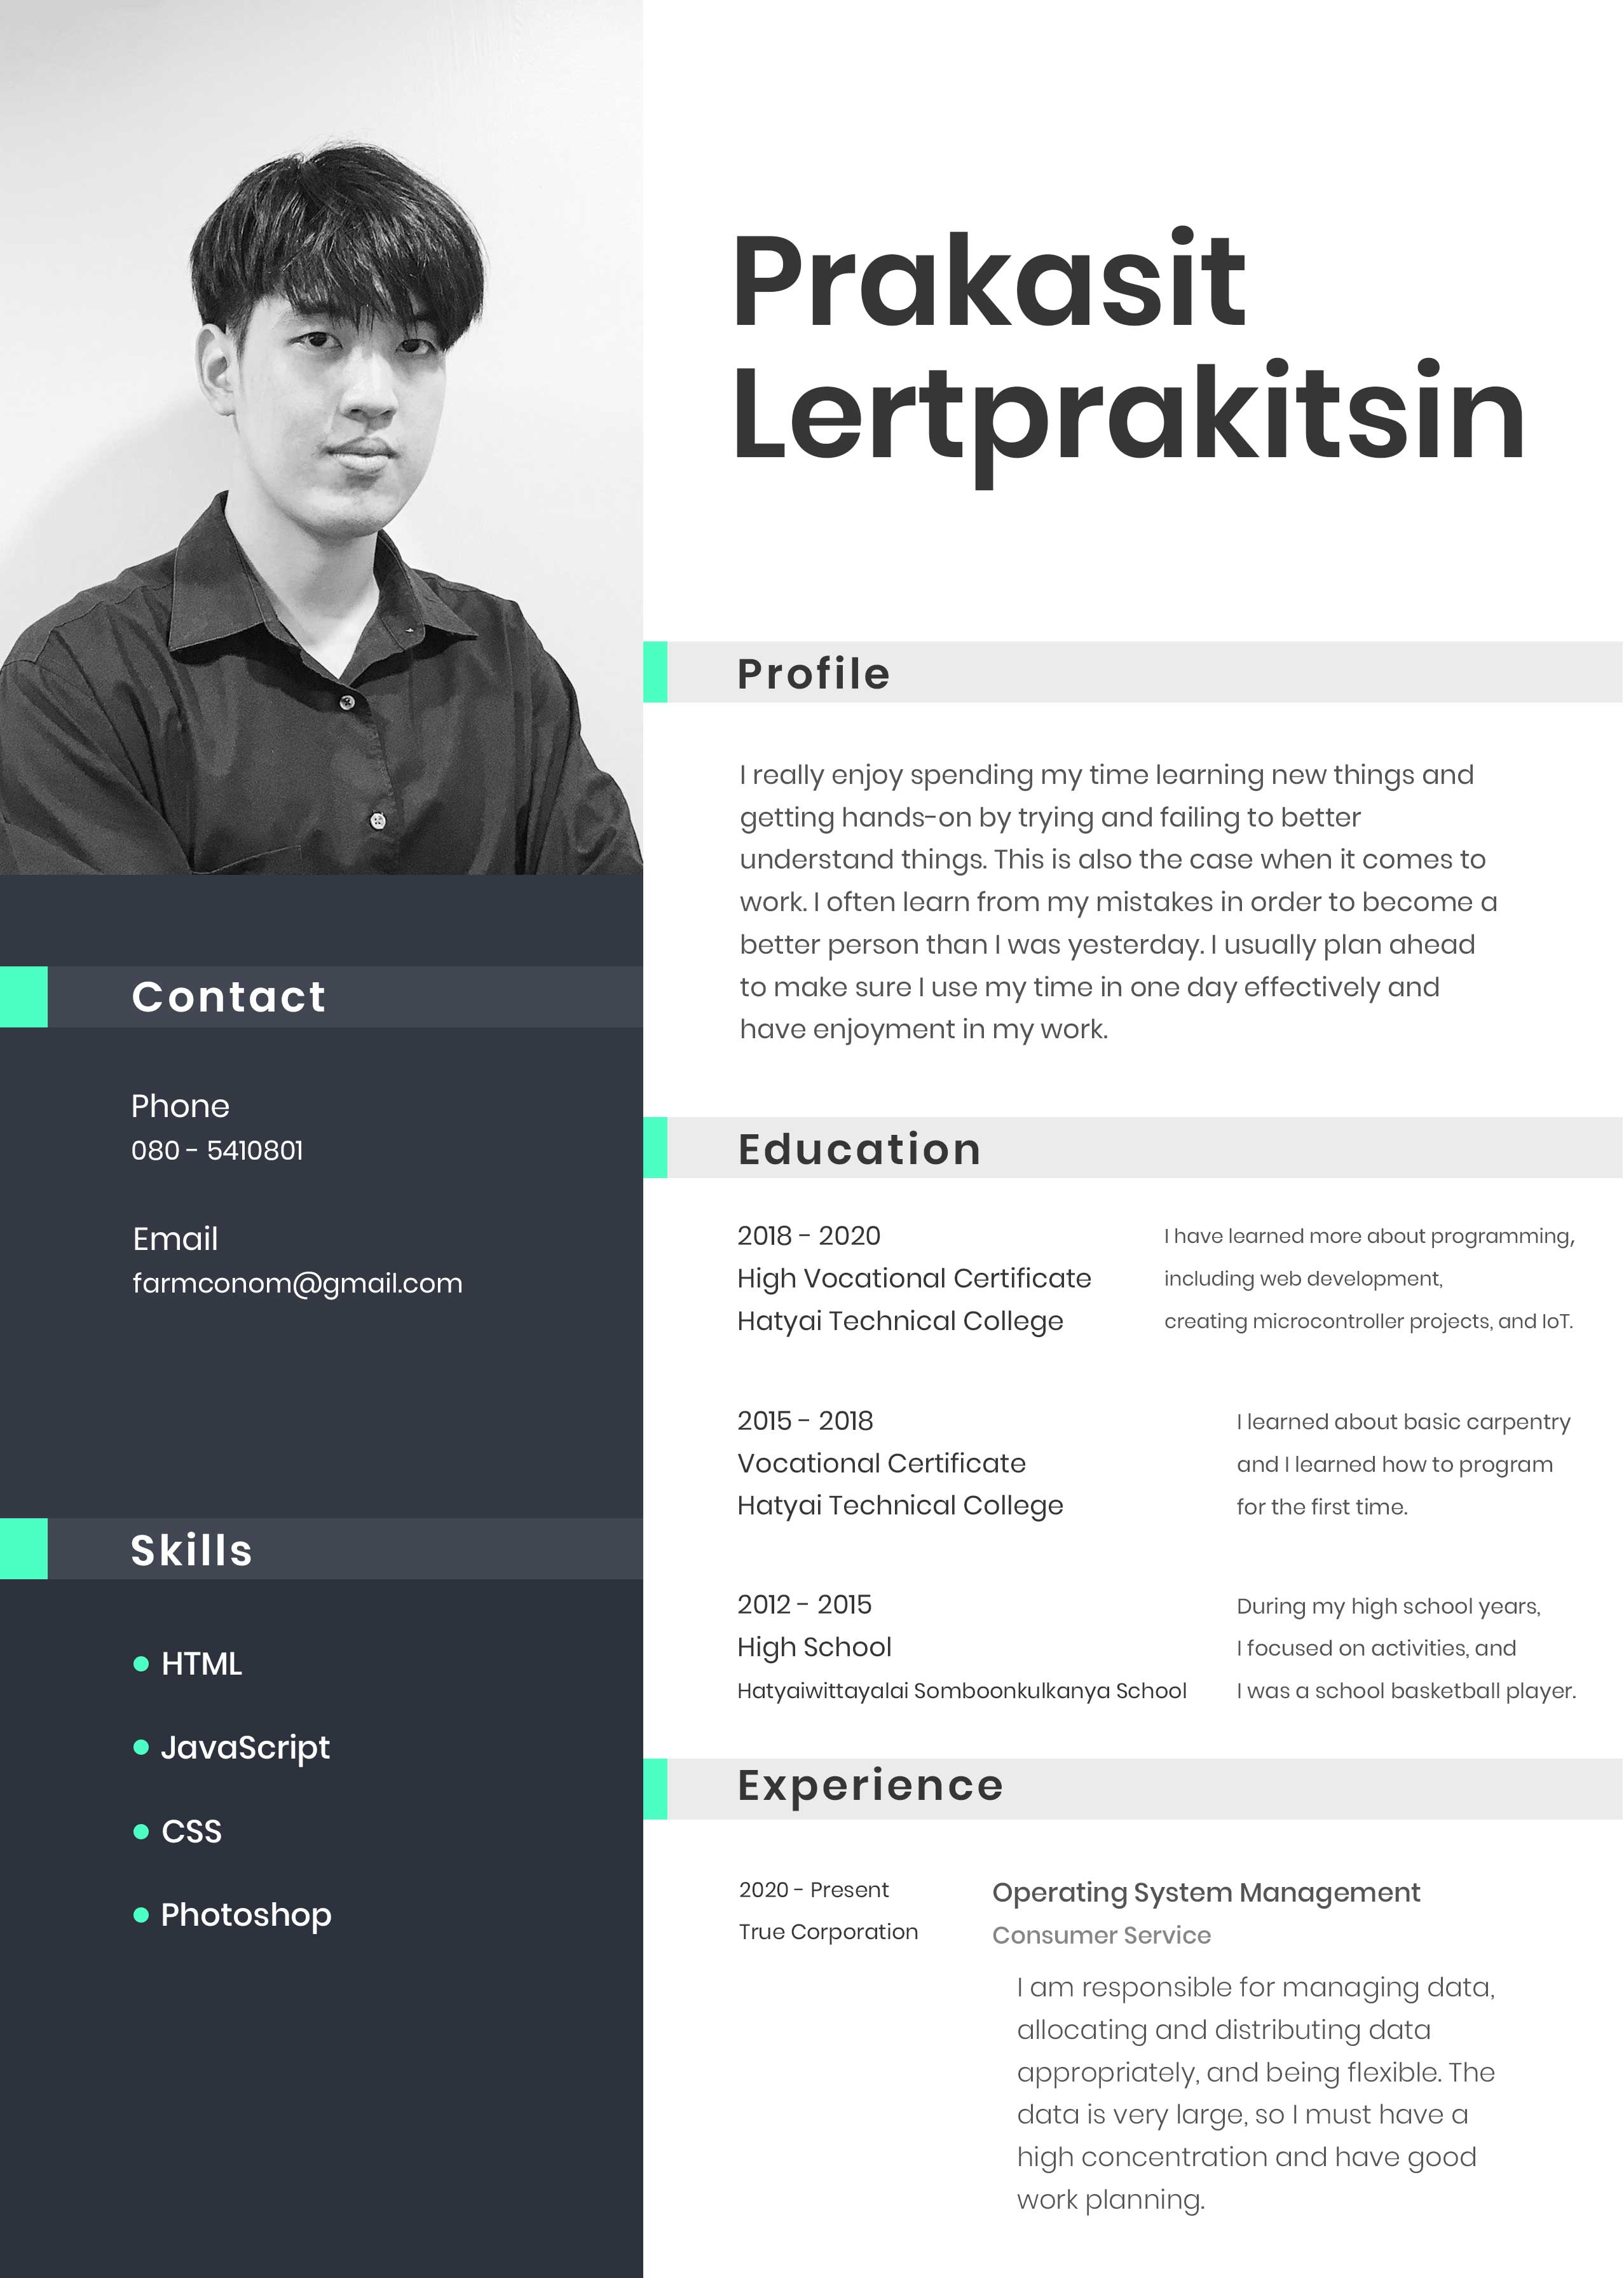 Prakasit
Lertprakitsin
Profile
I really enjoy spending my time learning new things and
getting hands-on by trying and failing to better
understand things. This is also the case when it comes to
work. I often learn from my mistakes in order to become a
better person than I was yesterday. I usually plan ahead
to make sure I use my time in one day effectively and
have enjoyment in my work.
Contact
Phone
080 - 5410801
Email
farmconom@gmail.com
Skills
HTML
JavaScript
CSS
Photoshop
Education
2018 - 2020
High Vocational Certificate
Hatyai Technical College
I have learned more about programming,
including web development,
creating microcontroller projects, and IoT.
2015 - 2018
Vocational Certificate
Hatyai Technical College
I learned about basic carpentry
and I learned how to program
for the first time.
2012 - 2015
High School
Hatyaiwittayalai Somboonkulkanya School
During my high school years,
I focused on activities, and
I was a school basketball player.
Experience
2020 - Present
True Corporation
Operating System Management
Consumer Service
I am responsible for managing data,
allocating and distributing data
appropriately, and being flexible. The
data is very large, so I must have a
high concentration and have good
work planning.